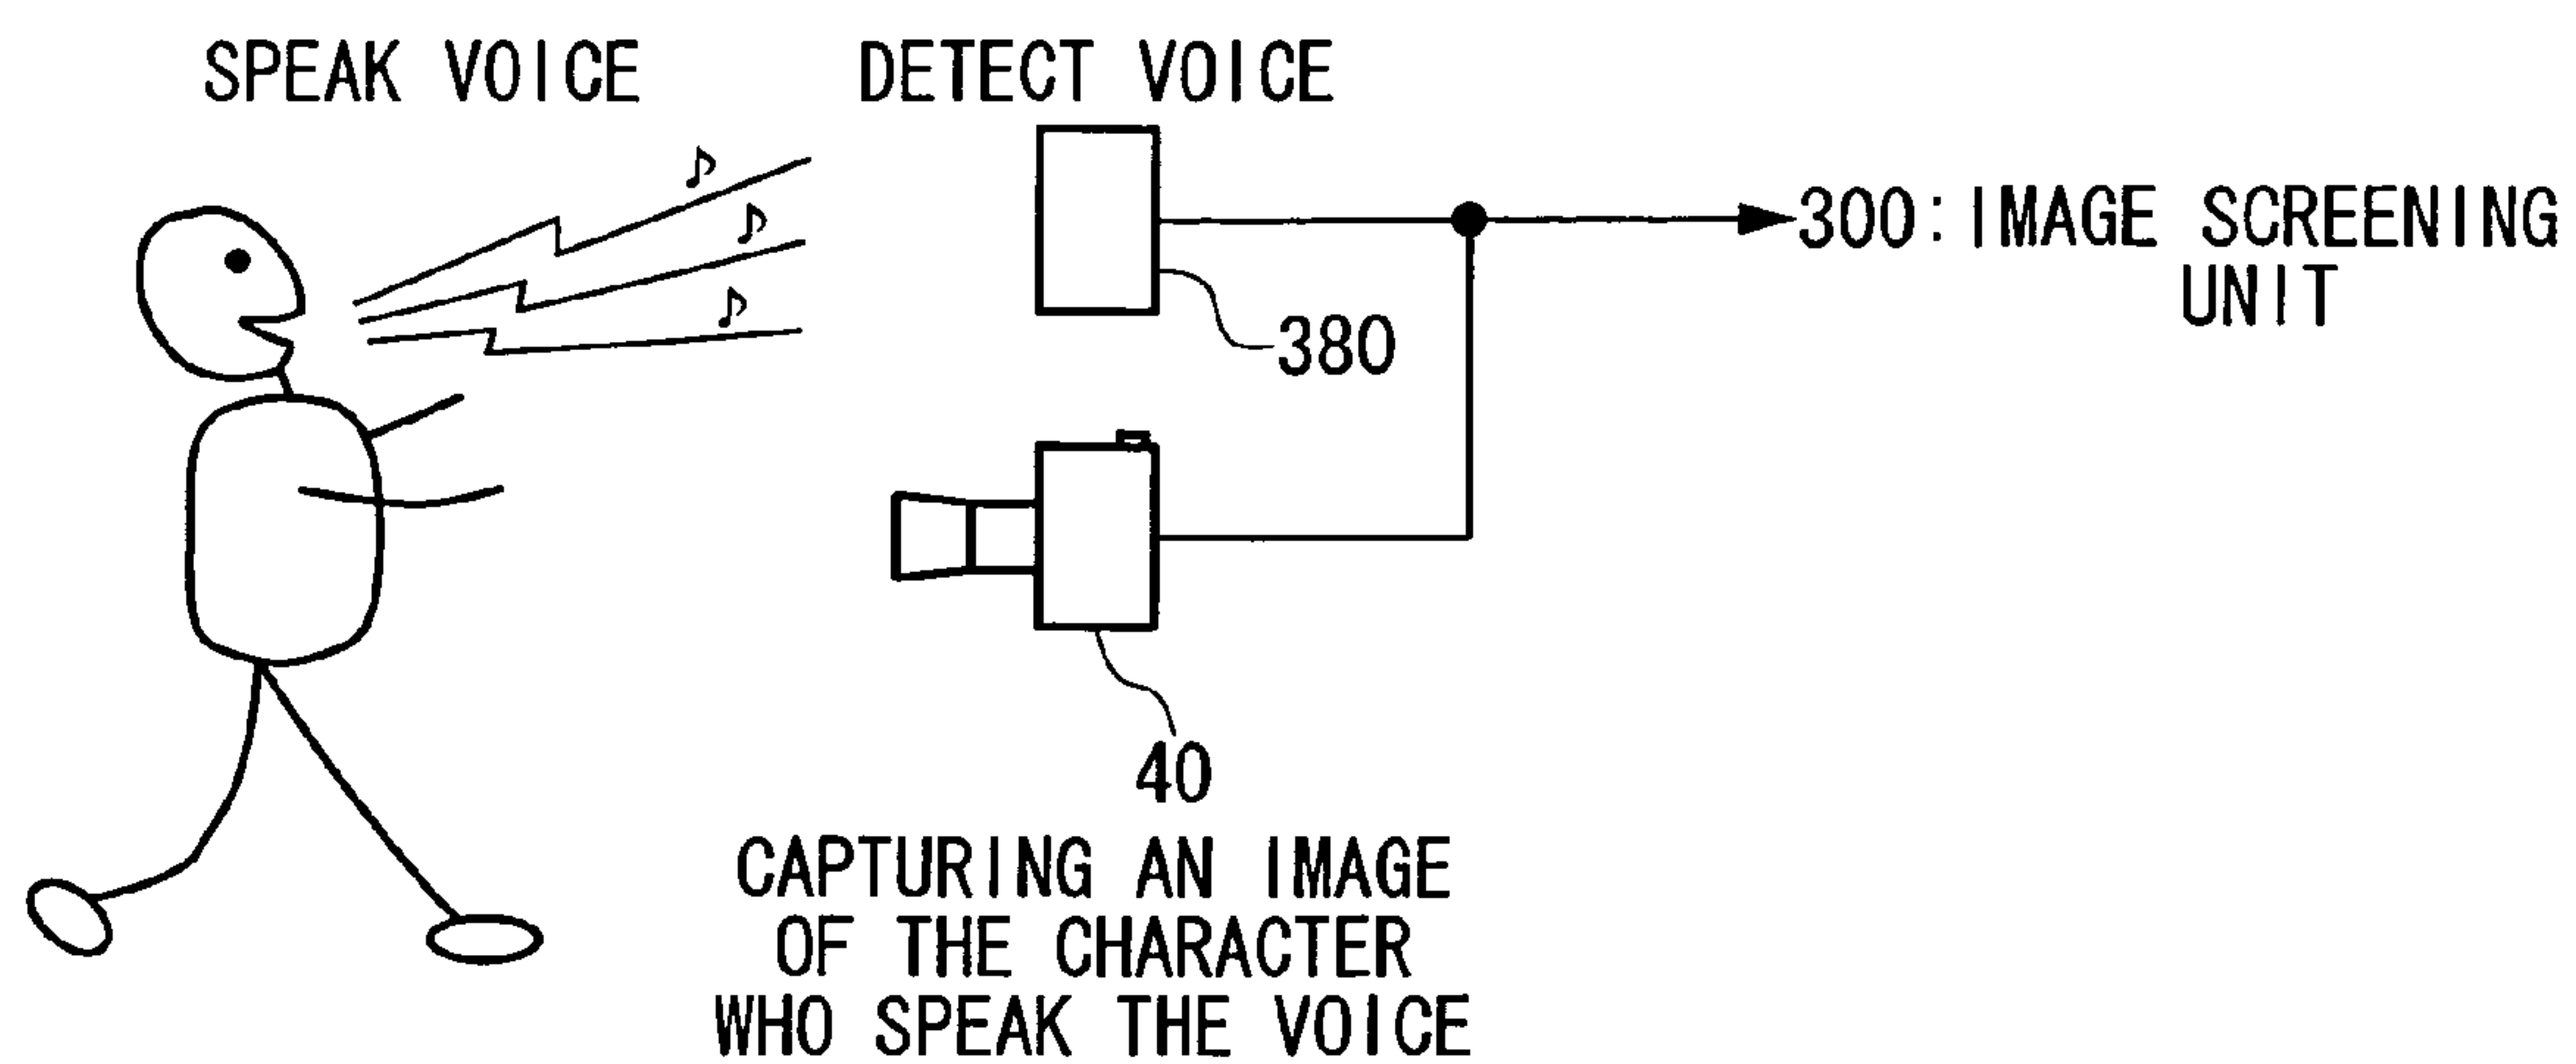 SPEAK VOICE
DETECT VOICE
300: IMAGE SCREENING
UNIT
380
40
CAPTURING AN IMAGE
OF THE CHARACTER
WHO SPEAK THE VOICE